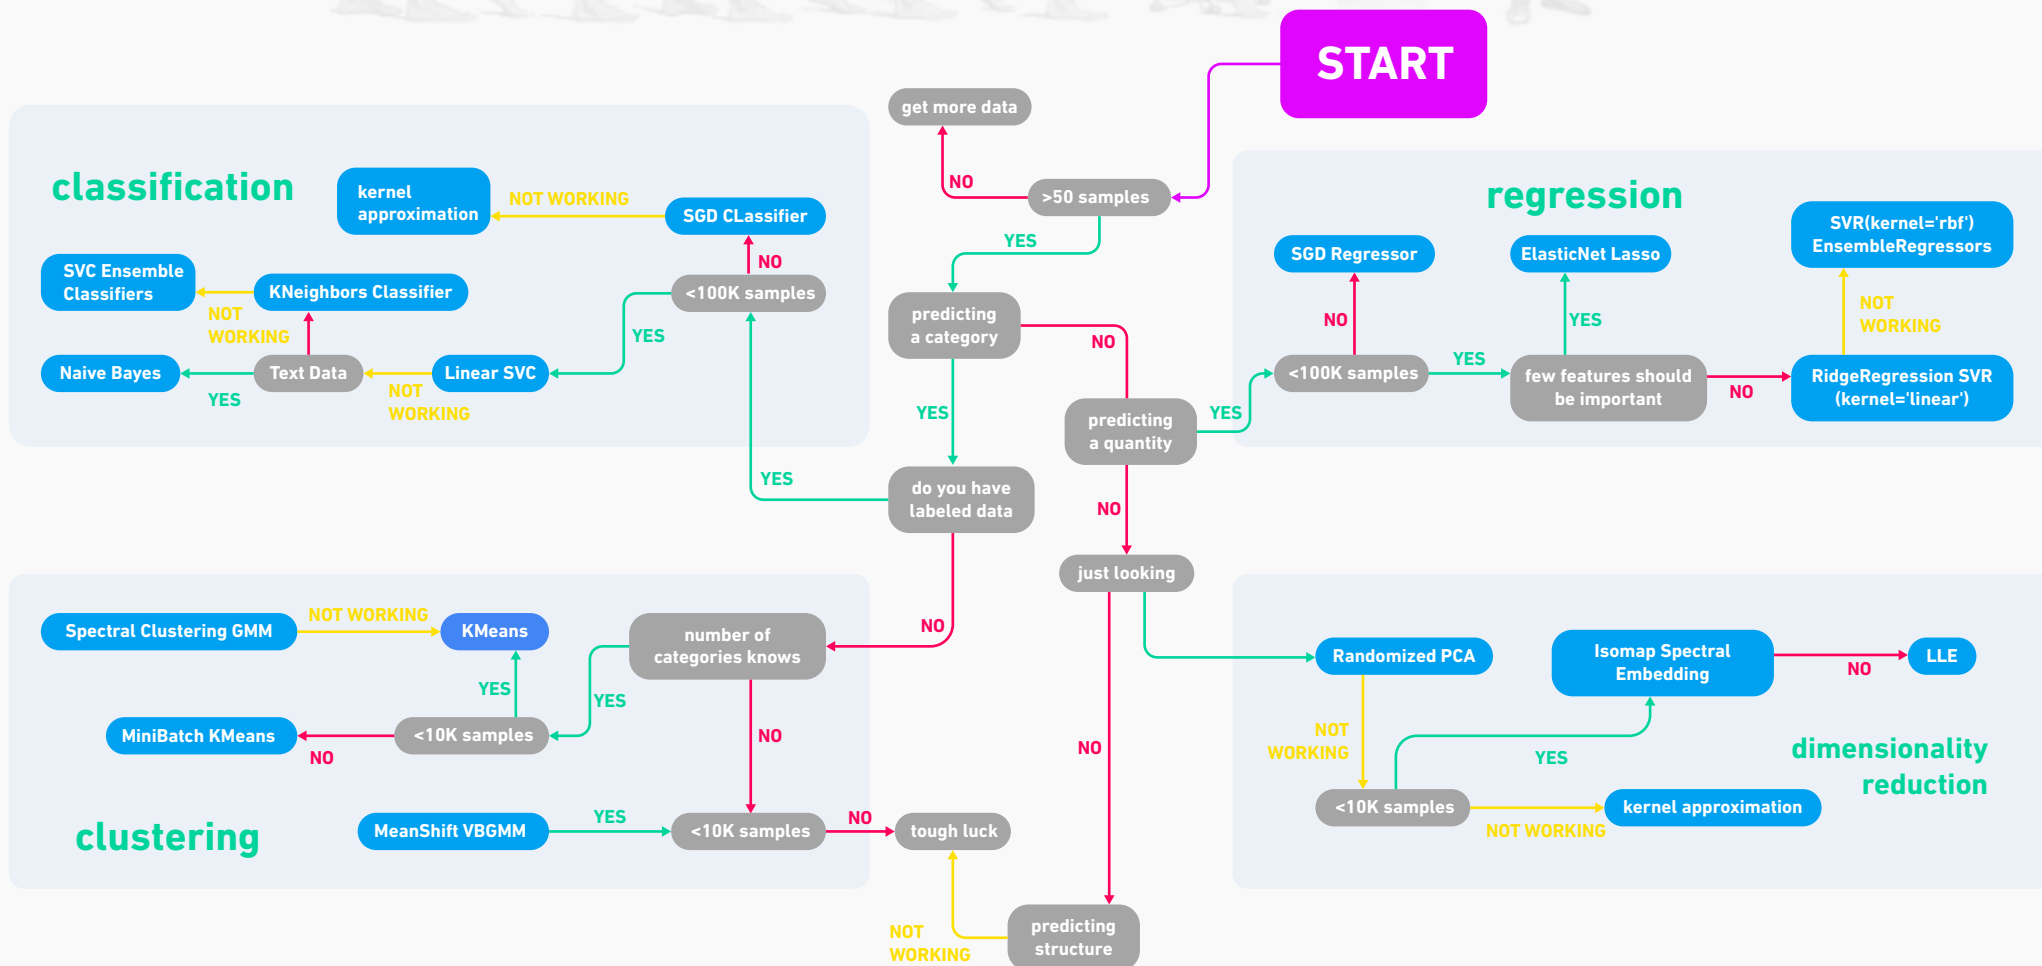 START
get more data
NO
>50 samples
YES
classification
kernel
approximation
NOT WORKING
SGD CLassifier
NO
<100K samples
SVC Ensemble
Classifiers
KNeighbors Classifier
NOT
WORKING
YES
Naive Bayes
YES
Text Data
NOT
WORKING
Linear SVC
predicting
a category
NO
YES
predicting
a quantity
YES
NO
do you have
labeled data
YES
NO
regression
SGD Regressor
NO
<100K samples
YES
ElasticNet Lasso
YES
few features should
be important
NO
SVR(kernel='rbf')
EnsembleRegressors
NOT
WORKING
RidgeRegression SVR
(kernel='linear')
just looking
NO
Spectral Clustering GMM
NOT WORKING
KMeans
number of
categories knows
YES
YES
MiniBatch KMeans
NO
<10K samples
NO
clustering
MeanShift VBGMM
YES
<10K samples
NO
tough luck
NOT
WORKING
predicting
structure
Randomized PCA
NOT
WORKING
<10K samples
YES
Isomap Spectral
Embedding
NO
LLE
NOT WORKING
kernel approximation
dimensionality
reduction